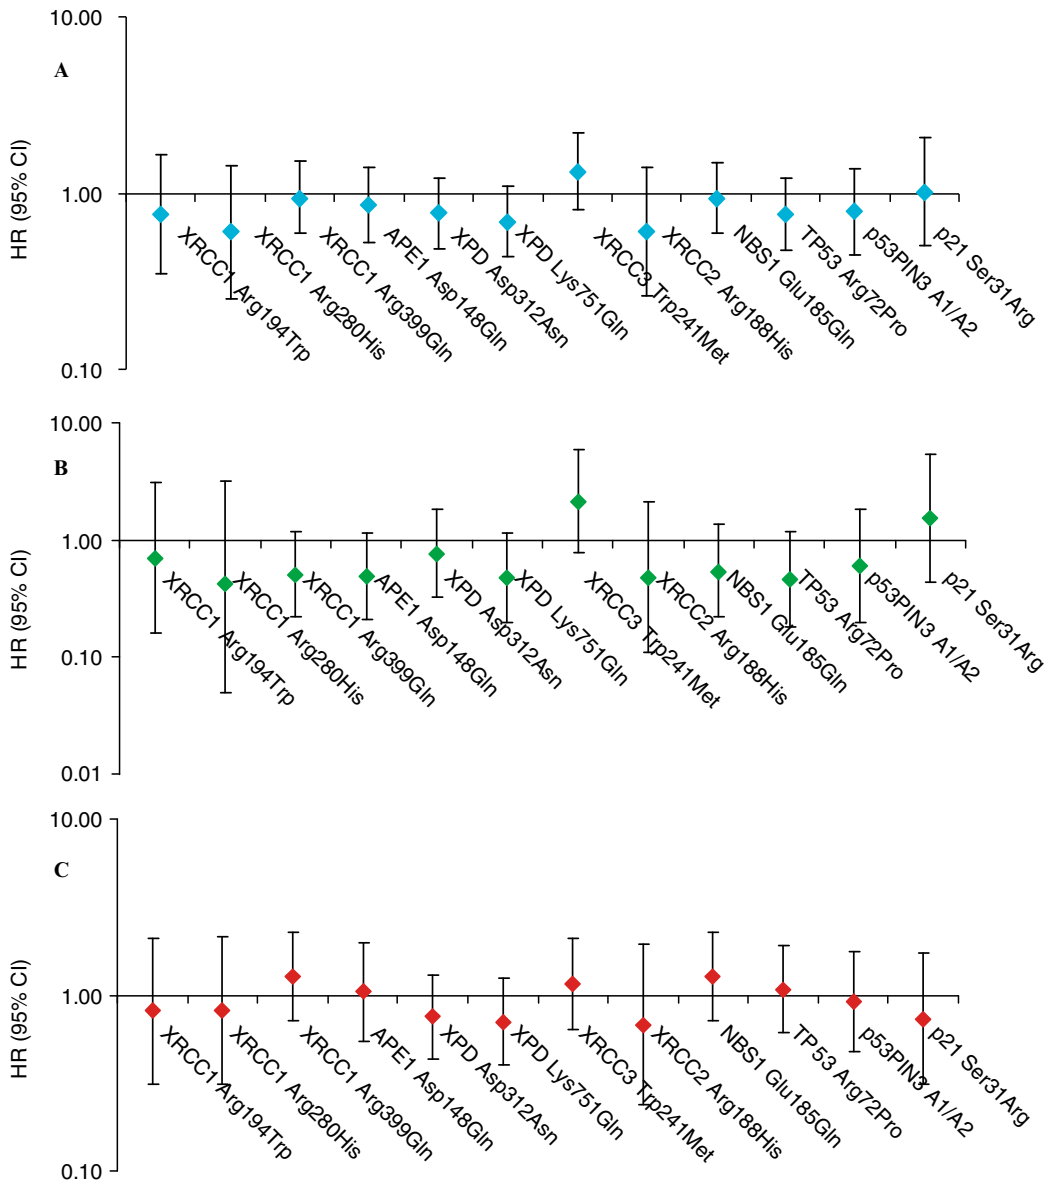 10.00
A
1.00
0.10
HR (95% CI)
XRCC1 Arg194Trp
XRCC1 Arg280His
XRCC1 Arg399Gln
APE1 Asp148Gln
XPD Asp312Asn
XPD Lys751Gln
XRCC3 Trp241Met
XRCC2 Arg188His
NBS1 Glu185Gln
TP53 Arg72Pro
p53PIN3 A1/A2
p21 Ser31Arg
10.00
B
1.00
0.10
0.01
HR (95% CI)
XRCC1 Arg194Trp
XRCC1 Arg280His
XRCC1 Arg399Gln
APE1 Asp148Gln
XPD Asp312Asn
XPD Lys751Gln
XRCC3 Trp241Met
XRCC2 Arg188His
NBS1 Glu185Gln
TP53 Arg72Pro
p53PIN3 A1/A2
p21 Ser31Arg
10.00
C
1.00
0.10
HR (95% CI)
XRCC1 Arg194Trp
XRCC1 Arg280His
XRCC1 Arg399Gln
APE1 Asp148Gln
XPD Asp312Asn
XPD Lys751Gln
XRCC3 Trp241Met
XRCC2 Arg188His
NBS1 Glu185Gln
TP53 Arg72Pro
p53PIN3 A1/A2
p21 Ser31Arg